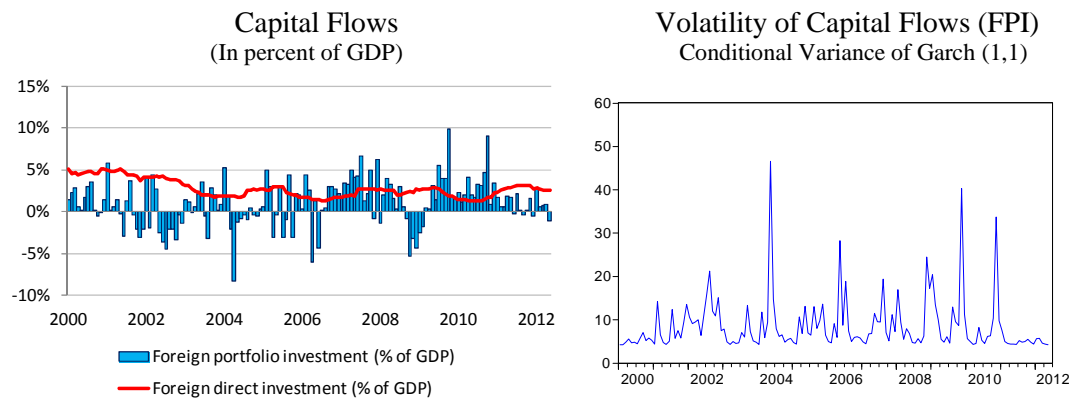 Capital Flows
(In percent of GDP)
15%
10%
5%
0%
-5%
-10%
2000 2002 2004 2006 2008 2010 2012
Foreign portfolio investment (% of GDP)
Foreign direct investment (% of GDP)
Volatility of Capital Flows (FPI)
Conditional Variance of Garch (1,1)
60
50
40
30
20
10
0
2000 2002 2004 2006 2008 2010 2012